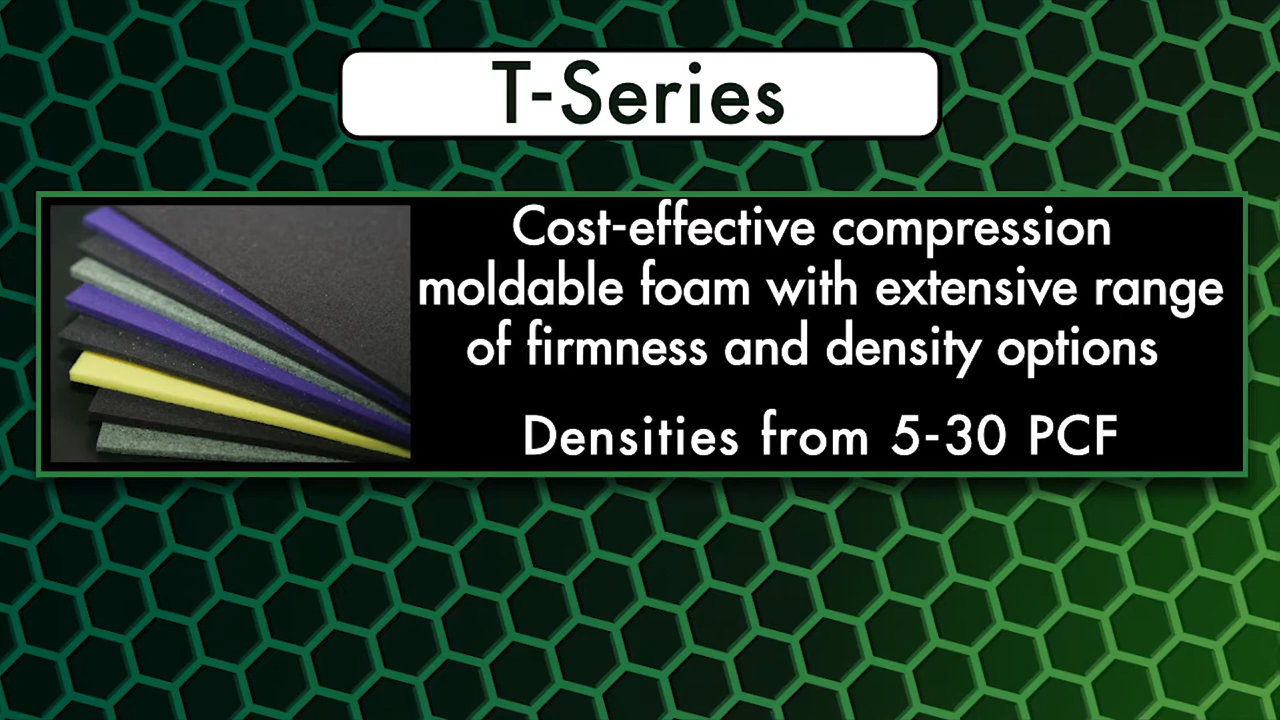 T-Series
Cost-effective compression
moldable foam with extensive range
of firmness and density options
Densities from 5-30 PCF